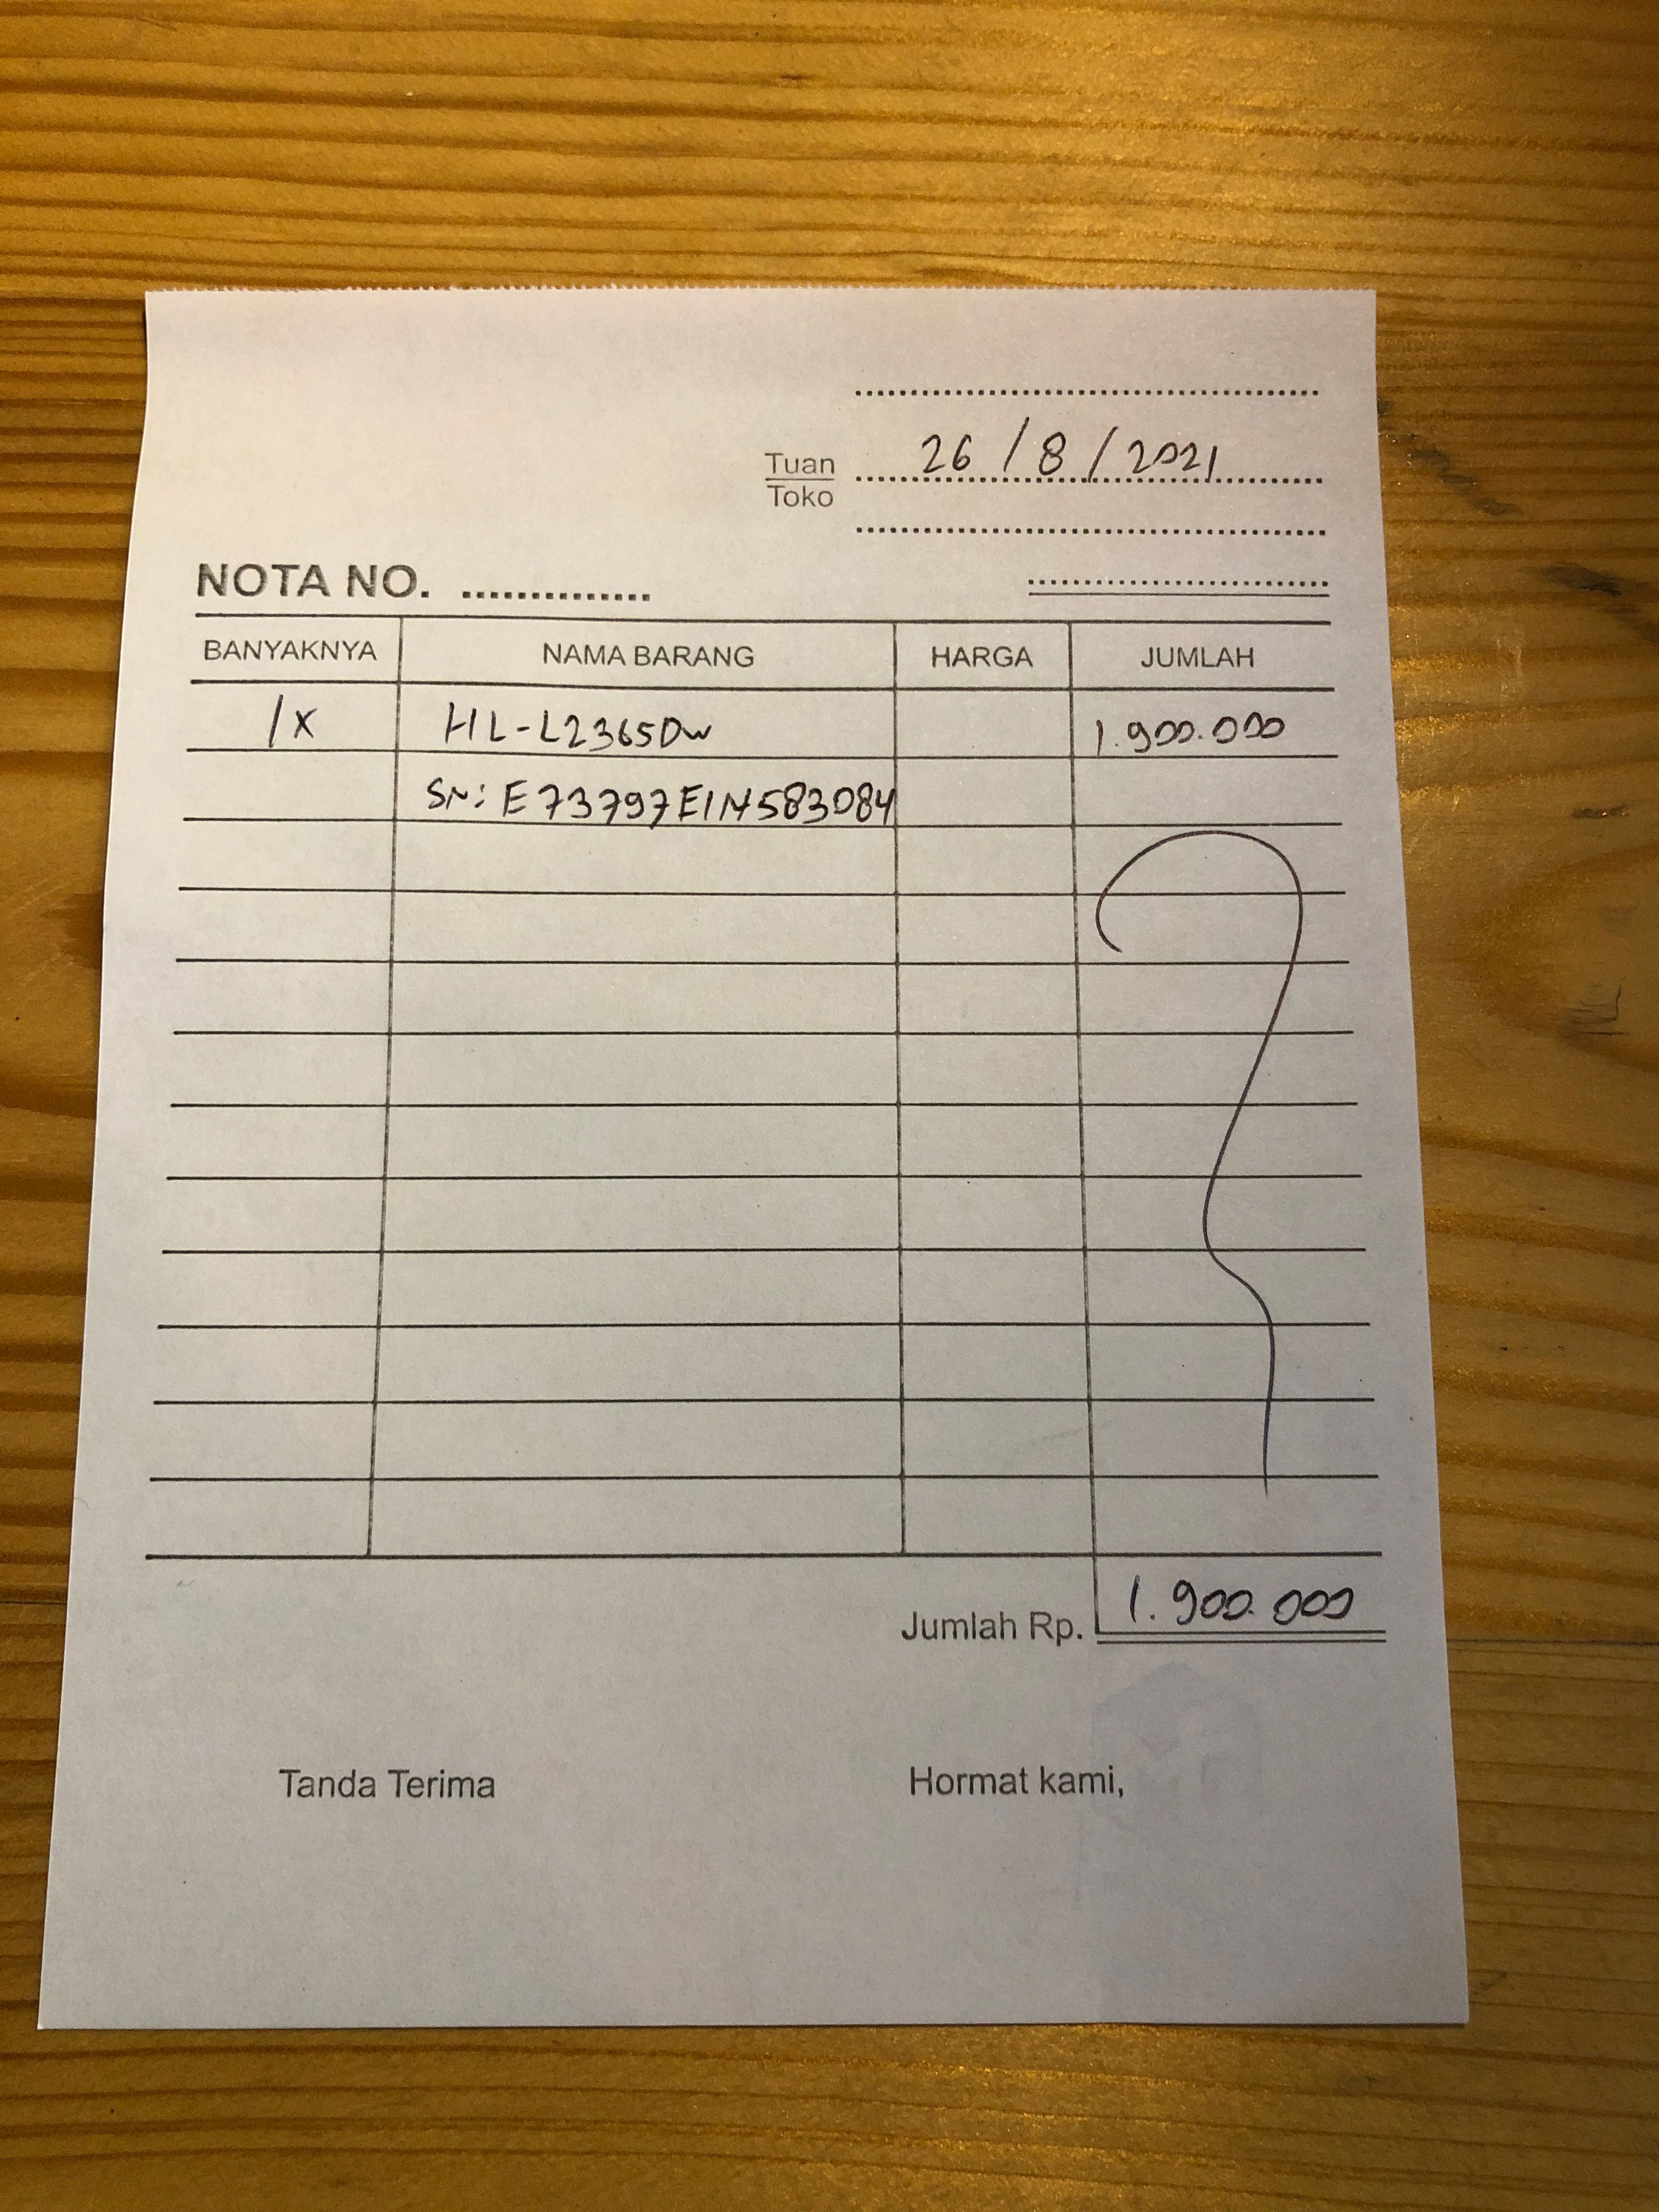 26/8/2021
Tuan
Toko
NOTA NO. ..............
BANYAKNYA NAMA BARANG HARGA JUMLAH
1x HL-L2365DW 1.900.000
SN: E73797E1N583084
Jumlah Rp. 1.900.000
Tanda Terima Hormat kami,